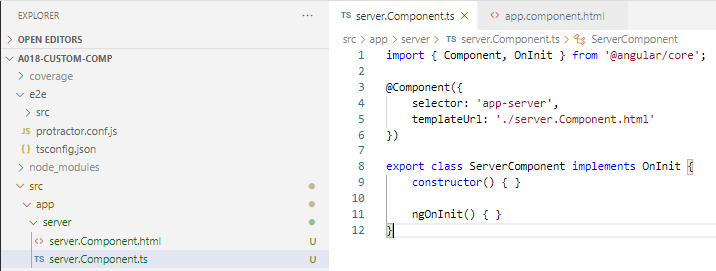 EXPLORER
OPEN EDITORS
A018-CUSTOM-COMP
coverage
e2e
src
protractor.conf.js
tsconfig.json
node_modules
src
app
server
server.Component.html U
TS server.Component.ts U
TS server.Component.ts × <> app.component.html
src > app > server > TS server.Component.ts > ServerComponent
1 import { Component, OnInit } from '@angular/core';
2
3 @Component({
4 selector: 'app-server',
5 templateUrl: './server.Component.html'
6 })
7
8 export class ServerComponent implements OnInit {
9 constructor() { }
10
11 ngOnInit() { }
12 }